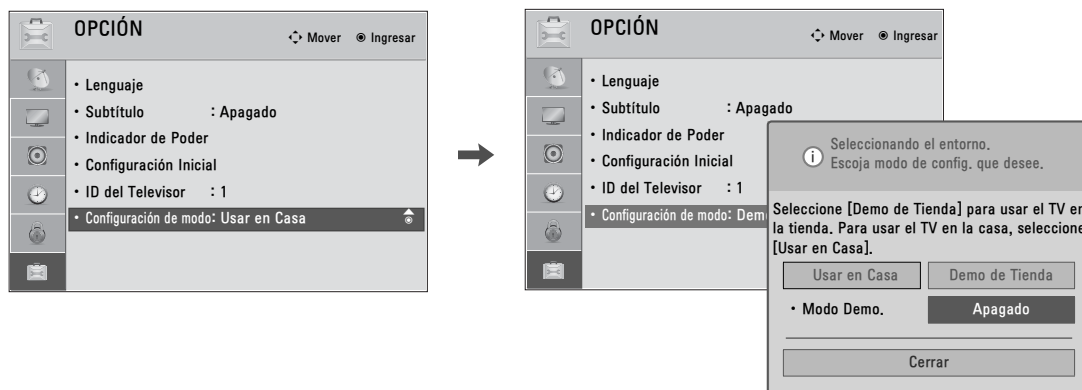 OPCIÓN
Mover
Ingresar
• Lenguaje
• Subtítulo : Apagado
• Indicador de Poder
• Configuración Inicial
• ID del Televisor : 1
• Configuración de modo: Usar en Casa
OPCIÓN
Mover
Ingresar
• Lenguaje
• Subtítulo : Apagado
• Indicador de Poder
• Configuración Inicial
• ID del Televisor : 1
• Configuración de modo: Dem
i
Seleccionando el entorno.
Escoja modo de config. que desee.
Seleccione [Demo de Tienda] para usar el TV en
la tienda. Para usar el TV en la casa, seleccione
[Usar en Casa].
Usar en Casa
Demo de Tienda
• Modo Demo.
Apagado
Cerrar